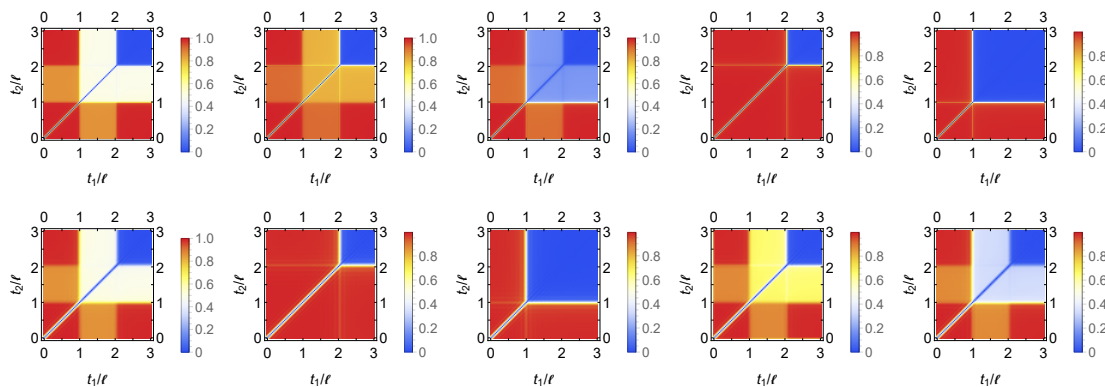 0 1 2 3 0 1 2 3 0 1 2 3 0 1 2 3 0 1 2 3
3 1.0 3 1.0 3 1.0 3 3
0.8 0.8 0.8 0.8 0.8
2 2 2 2 2
t₂/ℓ 0.6 t₂/ℓ 0.6 t₂/ℓ 0.6 t₂/ℓ 0.6 t₂/ℓ 0.6
0.4 0.4 0.4 0.4 0.4
1 1 1 1 1
0.2 0.2 0.2 0.2 0.2
0 0 0 0 0 0 0 0 0 0
0 1 2 3 0 1 2 3 0 1 2 3 0 1 2 3 0 1 2 3
t₁/ℓ t₁/ℓ t₁/ℓ t₁/ℓ t₁/ℓ
0 1 2 3 0 1 2 3 0 1 2 3 0 1 2 3 0 1 2 3
3 1.0 3 3 3 3
0.8 0.8 0.8 0.8 0.8
2 2 2 2 2
t₂/ℓ 0.6 t₂/ℓ 0.6 t₂/ℓ 0.6 t₂/ℓ 0.6 t₂/ℓ 0.6
0.4 0.4 0.4 0.4 0.4
1 1 1 1 1
0.2 0.2 0.2 0.2 0.2
0 0 0 0 0 0 0 0 0 0
0 1 2 3 0 1 2 3 0 1 2 3 0 1 2 3 0 1 2 3
t₁/ℓ t₁/ℓ t₁/ℓ t₁/ℓ t₁/ℓ